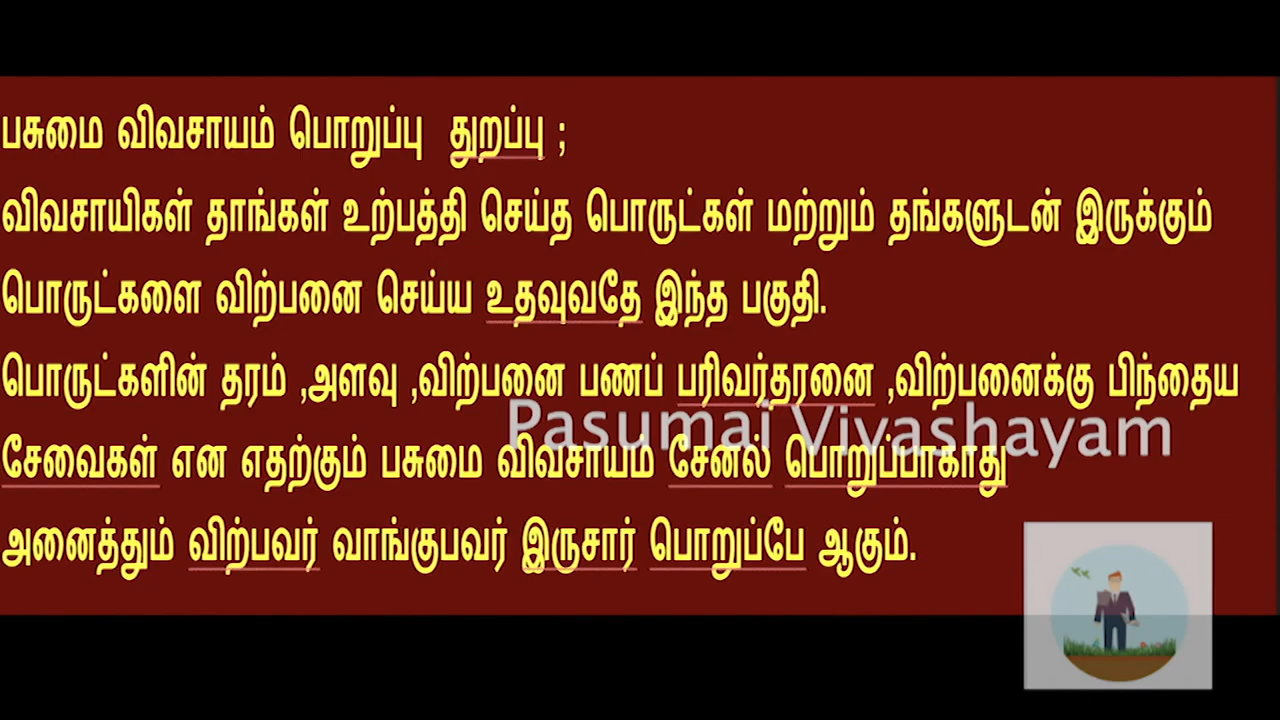 பசுமை விவசாயம் பொறுப்பு துறப்பு ;
விவசாயிகள் தாங்கள் உற்பத்தி செய்த பொருட்கள் மற்றும் தங்களுடன் இருக்கும்
பொருட்களை விற்பனை செய்ய உதவுவதே இந்த பகுதி.
பொருட்களின் தரம் ,அளவு ,விற்பனை பணப் பரிவர்தரனை ,விற்பனைக்கு பிந்தைய
Pasumai Vivashayam
சேவைகள் என எதற்கும் பசுமை விவசாயம் சேனல் பொறுப்பாகாது
அனைத்தும் விற்பவர் வாங்குபவர் இருசார் பொறுப்பே ஆகும்.